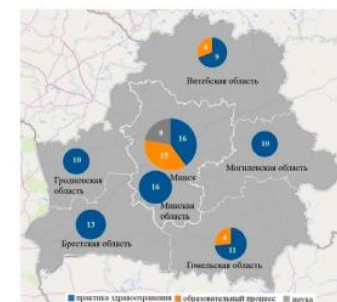 4
9
Витебская область
9
16
15
Минск
10
Могилевская область
10
Гродненская
область
16
Минская
область
13
Брестская область
4
11
Гомельская область
практика здравоохранения образовательный процесс наука